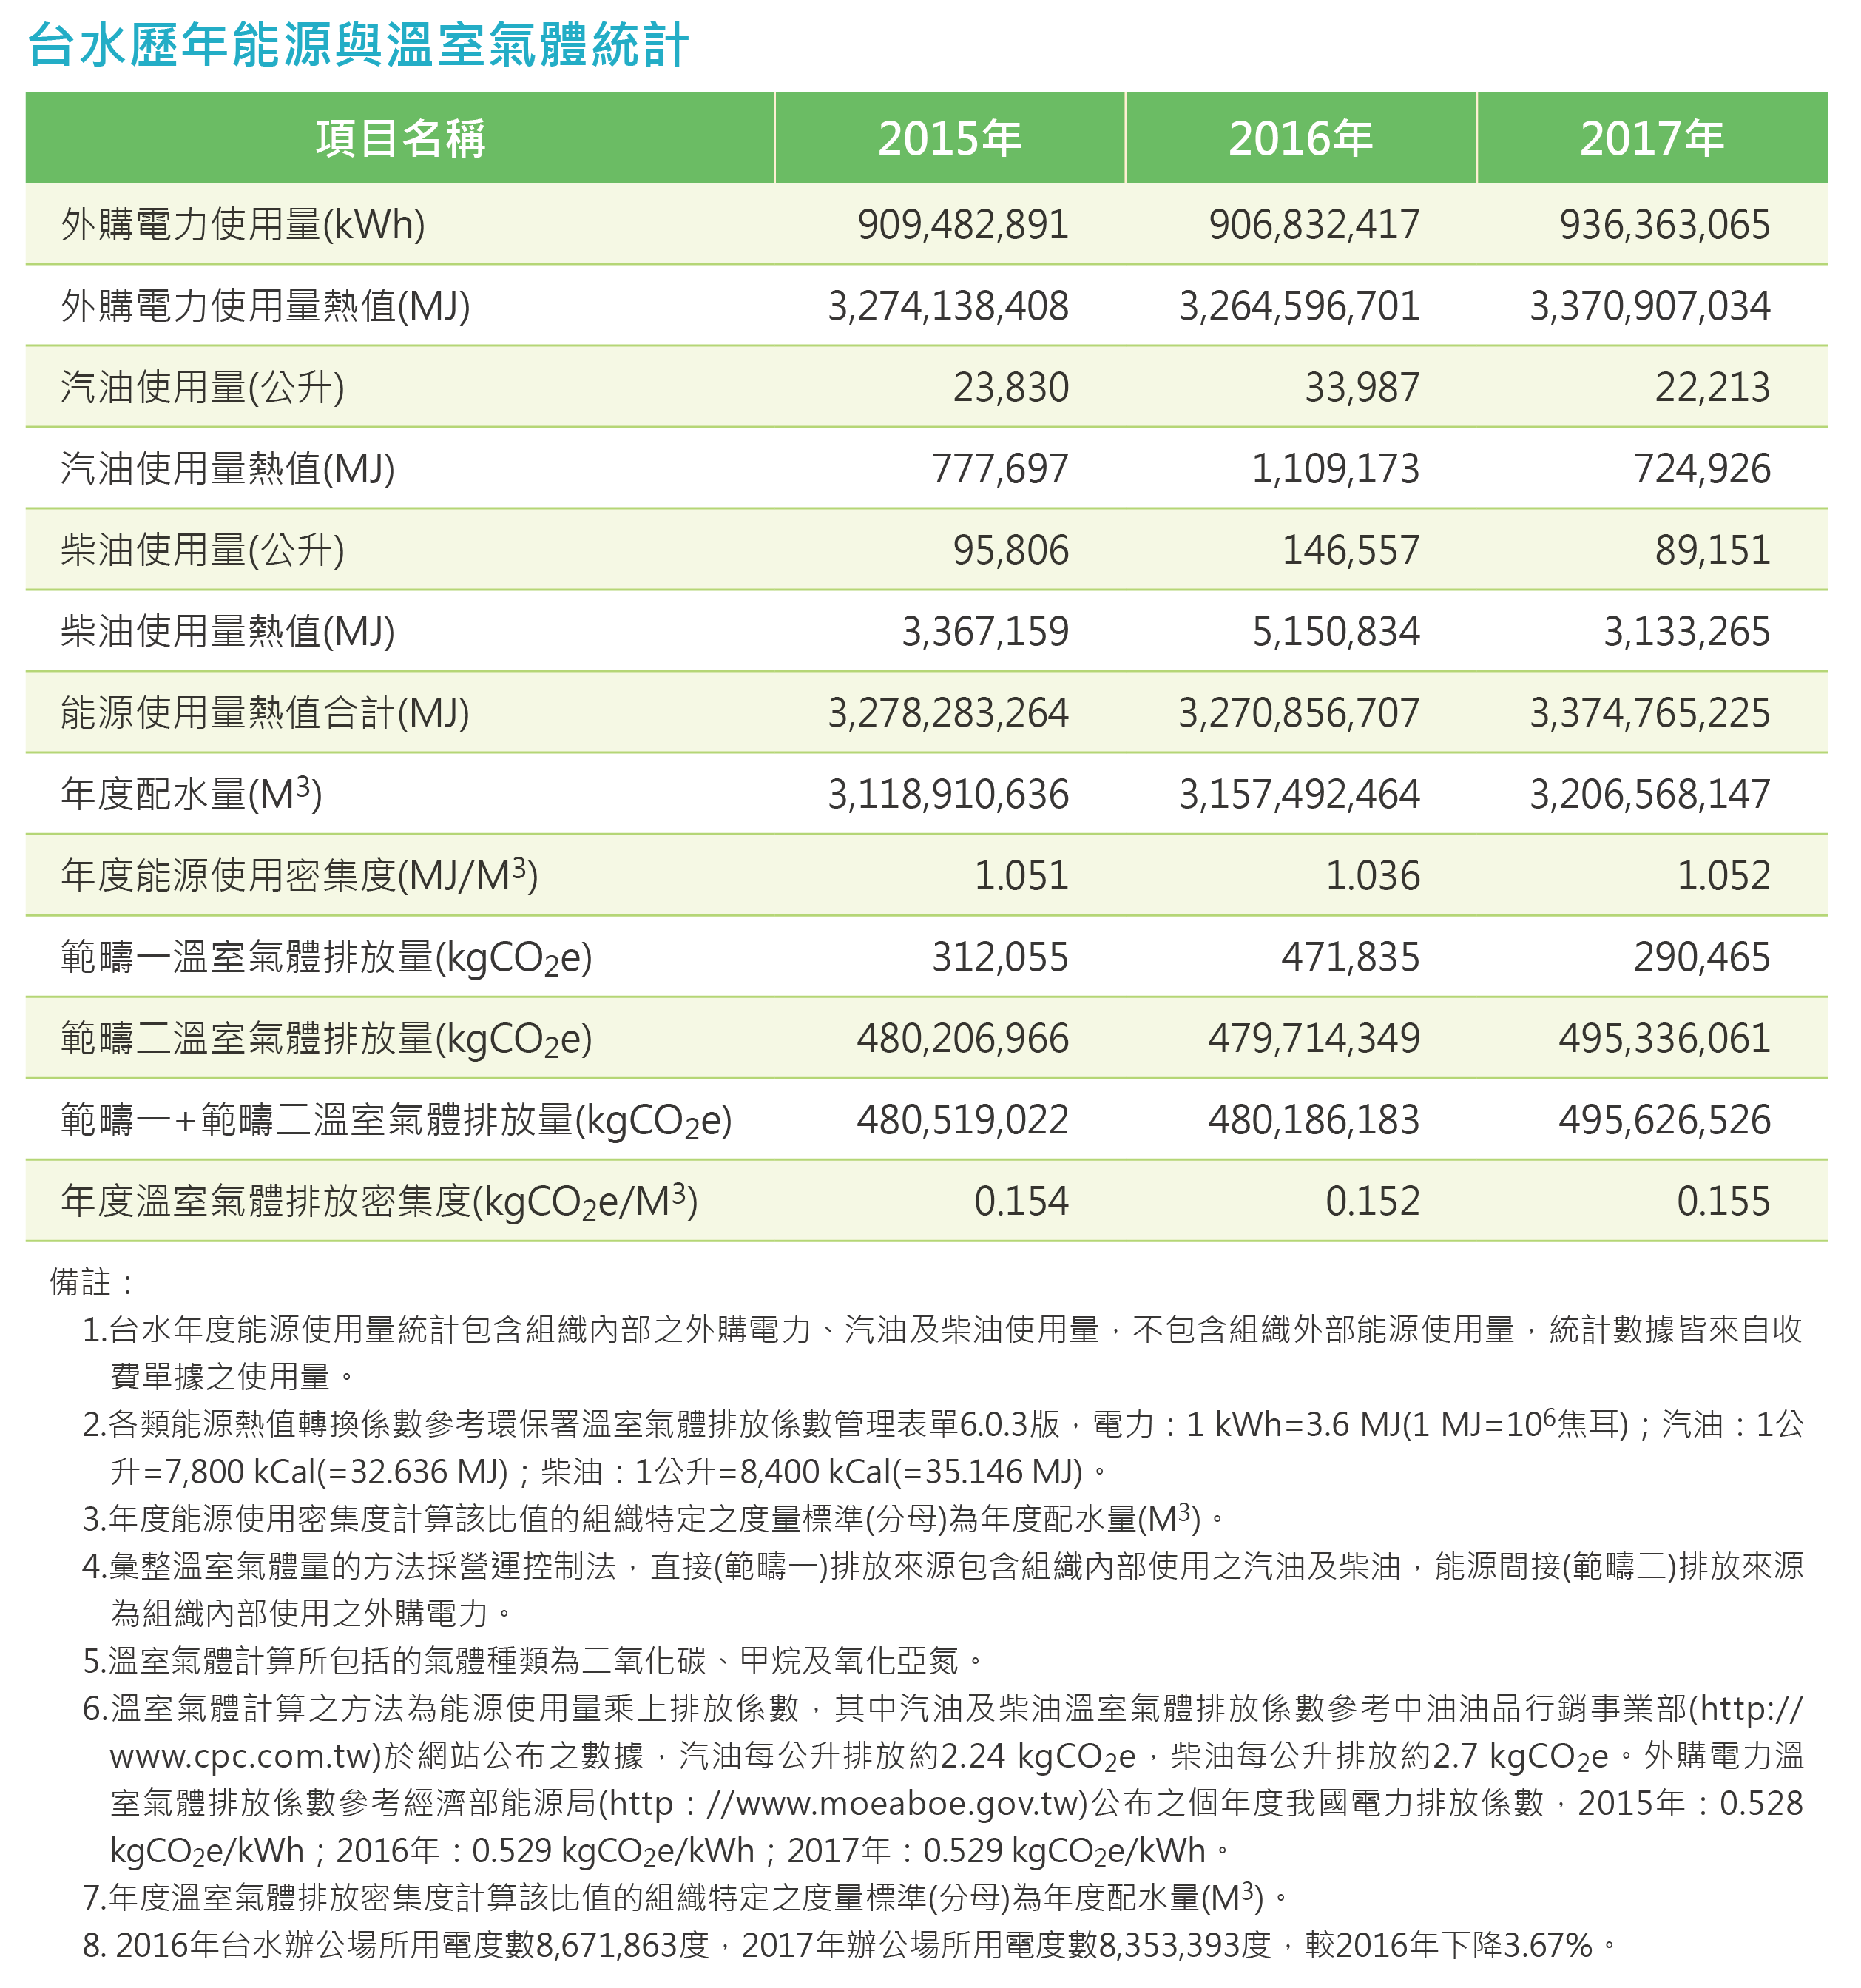 台水歷年能源與溫室氣體統計
項目名稱 2015年 2016年 2017年
外購電力使用量(kWh) 909,482,891 906,832,417 936,363,065
外購電力使用量熱值(MJ) 3,274,138,408 3,264,596,701 3,370,907,034
汽油使用量(公升) 23,830 33,987 22,213
汽油使用量熱值(MJ) 777,697 1,109,173 724,926
柴油使用量(公升) 95,806 146,557 89,151
柴油使用量熱值(MJ) 3,367,159 5,150,834 3,133,265
能源使用量熱值合計(MJ) 3,278,283,264 3,270,856,707 3,374,765,225
年度配水量(M³) 3,118,910,636 3,157,492,464 3,206,568,147
年度能源使用密集度(MJ/M³) 1.051 1.036 1.052
範疇一溫室氣體排放量(kgCO₂e) 312,055 471,835 290,465
範疇二溫室氣體排放量(kgCO₂e) 480,206,966 479,714,349 495,336,061
範疇一+範疇二溫室氣體排放量(kgCO₂e) 480,519,022 480,186,183 495,626,526
年度溫室氣體排放密集度(kgCO₂e/M³) 0.154 0.152 0.155
備註：
1.台水年度能源使用量統計包含組織內部之外購電力、汽油及柴油使用量，不包含組織外部能源使用量，統計數據皆來自收
費單據之使用量。
2.各類能源熱值轉換係數參考環保署溫室氣體排放係數管理表單6.0.3版，電力：1 kWh=3.6 MJ(1 MJ=10⁶焦耳)；汽油：1公
升=7,800 kCal(=32.636 MJ)；柴油：1公升=8,400 kCal(=35.146 MJ)。
3.年度能源使用密集度計算該比值的組織特定之度量標準(分母)為年度配水量(M³)。
4.彙整溫室氣體量的方法採營運控制法，直接(範疇一)排放來源包含組織內部使用之汽油及柴油，能源間接(範疇二)排放來源
為組織內部使用之外購電力。
5.溫室氣體計算所包括的氣體種類為二氧化碳、甲烷及氧化亞氮。
6.溫室氣體計算之方法為能源使用量乘上排放係數，其中汽油及柴油溫室氣體排放係數參考中油油品行銷事業部(http://
www.cpc.com.tw)於網站公布之數據，汽油每公升排放約2.24 kgCO₂e，柴油每公升排放約2.7 kgCO₂e。外購電力溫
室氣體排放係數參考經濟部能源局(http：//www.moeaboe.gov.tw)公布之個年度我國電力排放係數，2015年：0.528
kgCO₂e/kWh；2016年：0.529 kgCO₂e/kWh；2017年：0.529 kgCO₂e/kWh。
7.年度溫室氣體排放密集度計算該比值的組織特定之度量標準(分母)為年度配水量(M³)。
8. 2016年台水辦公場所用電度數8,671,863度，2017年辦公場所用電度數8,353,393度，較2016年下降3.67%。